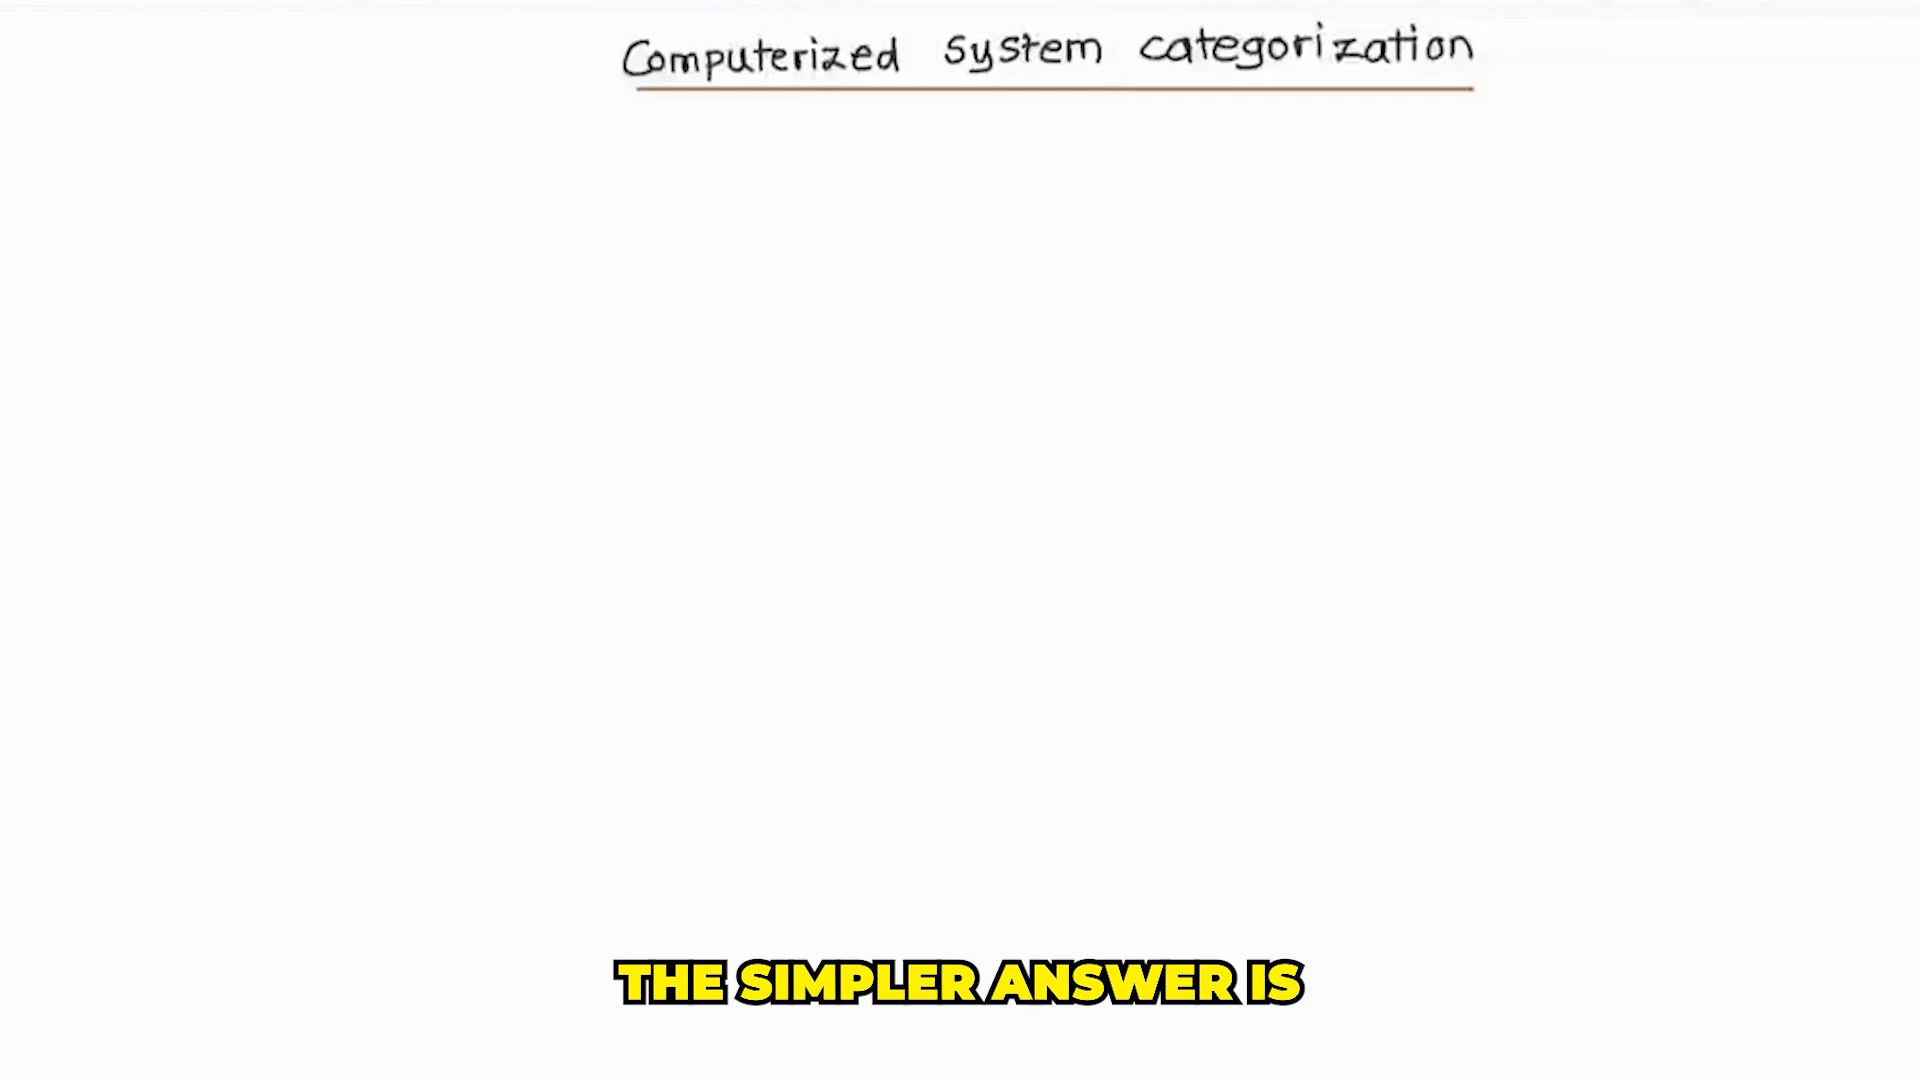 Computerized system categorization
THE SIMPLER ANSWER IS